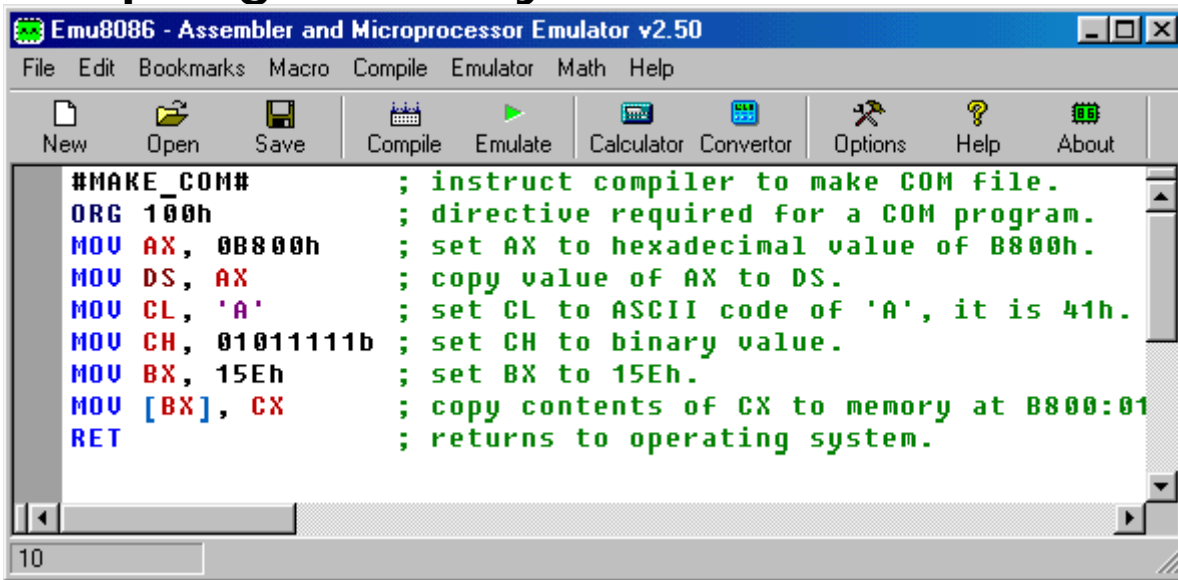 Emu8086 - Assembler and Microprocessor Emulator v2.50
File Edit Bookmarks Macro Compile Emulator Math Help
New Open Save Compile Emulate Calculator Convertor Options Help About
#MAKE_COM# ; instruct compiler to make COM file.
ORG 100h ; directive required for a COM program.
MOV AX, 0B800h ; set AX to hexadecimal value of B800h.
MOV DS, AX ; copy value of AX to DS.
MOV CL, 'A' ; set CL to ASCII code of 'A', it is 41h.
MOV CH, 01011111b ; set CH to binary value.
MOV BX, 15Eh ; set BX to 15Eh.
MOV [BX], CX ; copy contents of CX to memory at B800:01
RET ; returns to operating system.
10